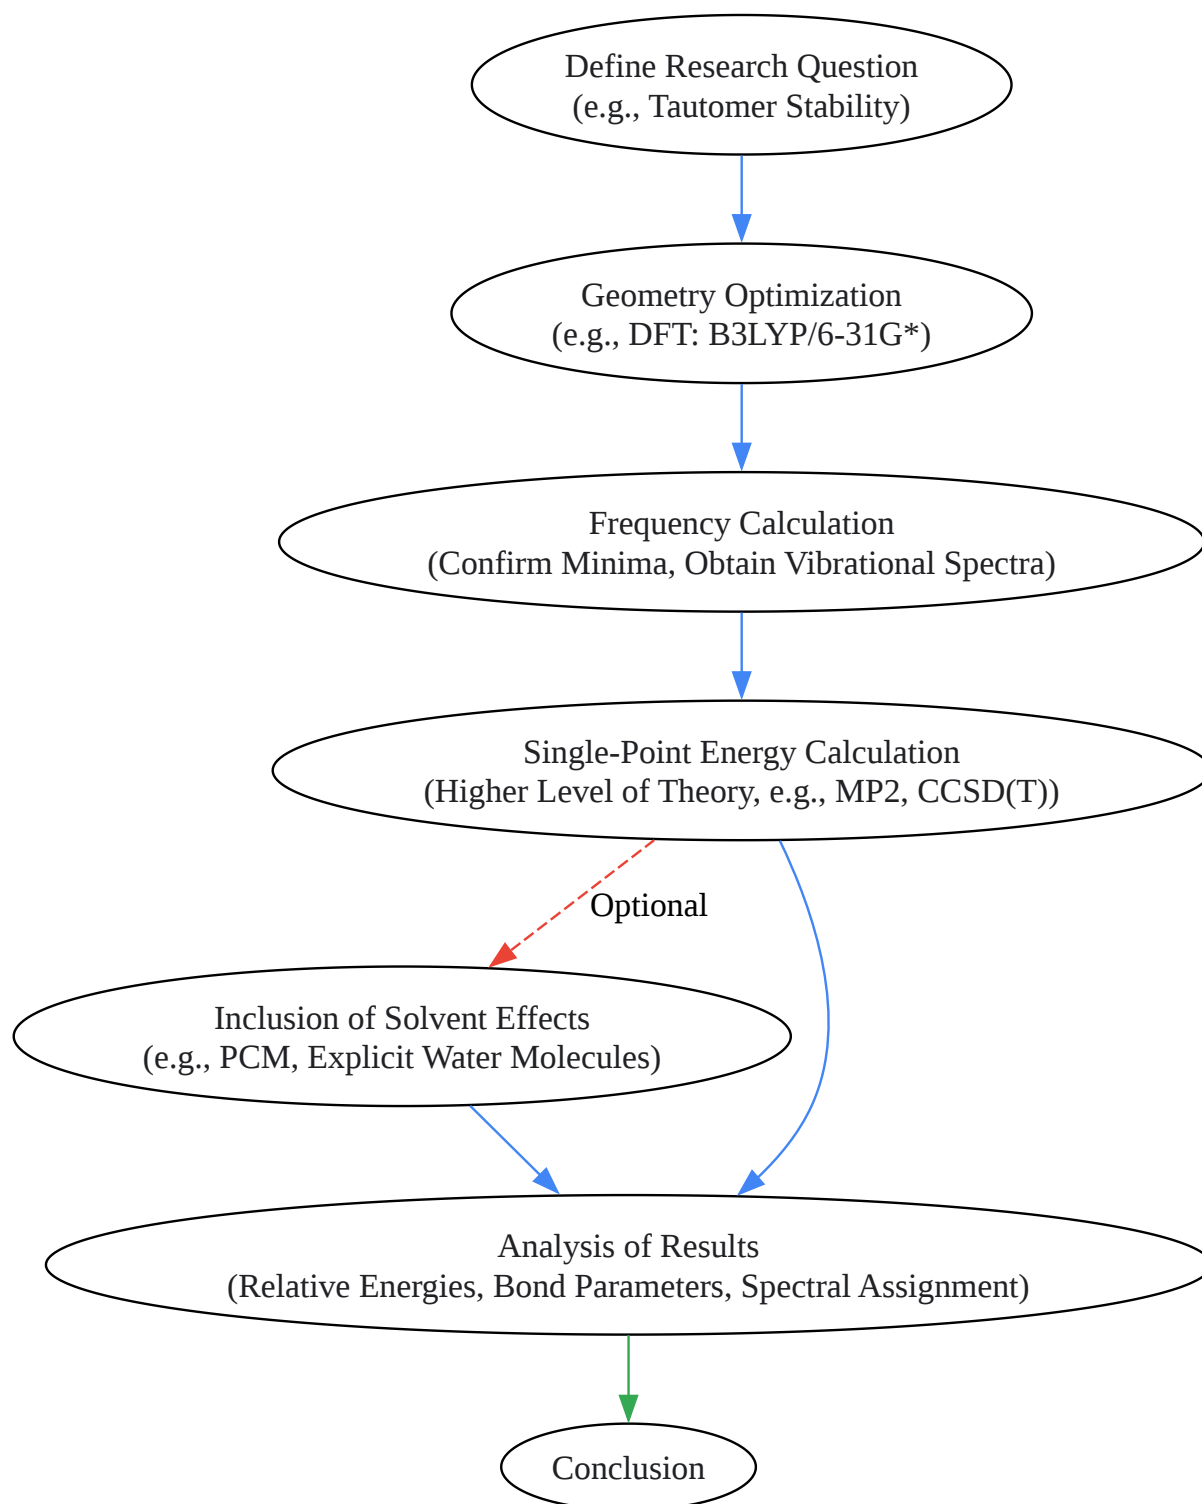 Define Research Question
(e.g., Tautomer Stability)
Geometry Optimization
(e.g., DFT: B3LYP/6-31G*)
Frequency Calculation
(Confirm Minima, Obtain Vibrational Spectra)
Single-Point Energy Calculation
(Higher Level of Theory, e.g., MP2, CCSD(T))
Optional
Inclusion of Solvent Effects
(e.g., PCM, Explicit Water Molecules)
Analysis of Results
(Relative Energies, Bond Parameters, Spectral Assignment)
Conclusion